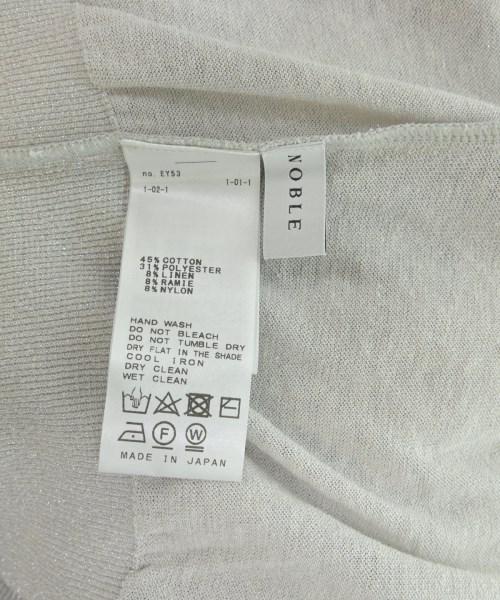 no. EY53
1-02-1 1-01-1
45% COTTON
31% POLYESTER
8% LINEN
8% RAMIE
8% NYLON
HAND WASH
DO NOT BLEACH
DO NOT TUMBLE DRY
DRY FLAT IN THE SHADE
COOL IRON
DRY CLEAN
WET CLEAN
F W
MADE IN JAPAN
NOBLE